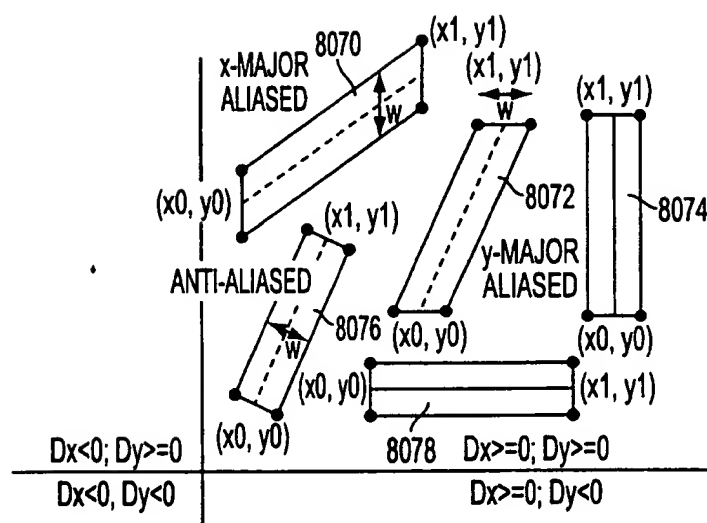 8070
(x1, y1)
x-MAJOR
ALIASED
W
(x0, y0)
(x1, y1)
W
8072
y-MAJOR
ALIASED
(x0, y0)
(x1, y1)
8074
(x0, y0)
(x1, y1)
ANTI-ALIASED
W
8076
(x0, y0)
(x0, y0)
(x1, y1)
8078
Dx<0; Dy>=0
Dx>=0; Dy>=0
Dx<0, Dy<0
Dx>=0; Dy<0